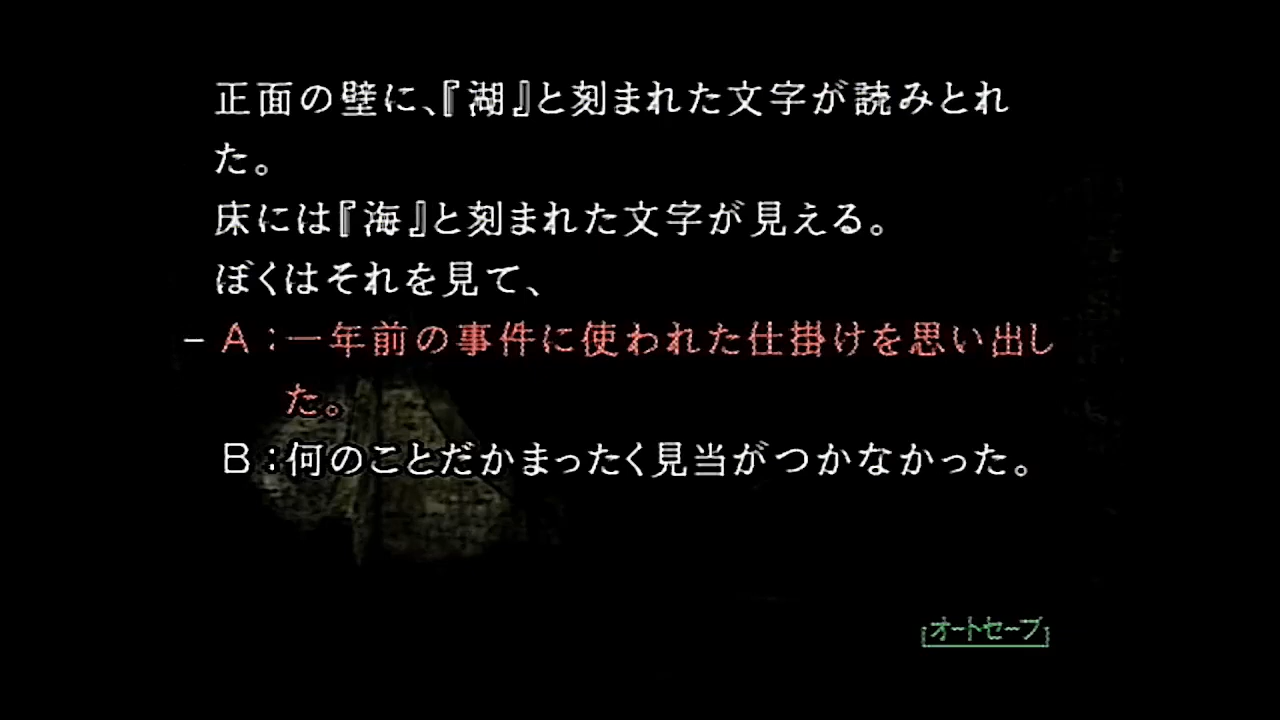 正面の壁に、『湖』と刻まれた文字が読みとれ
た。
床には『海』と刻まれた文字が見える。
ぼくはそれを見て、
－Ａ：一年前の事件に使われた仕掛けを思い出し
た。
Ｂ：何のことだかまったく見当がつかなかった。
オートセーブ